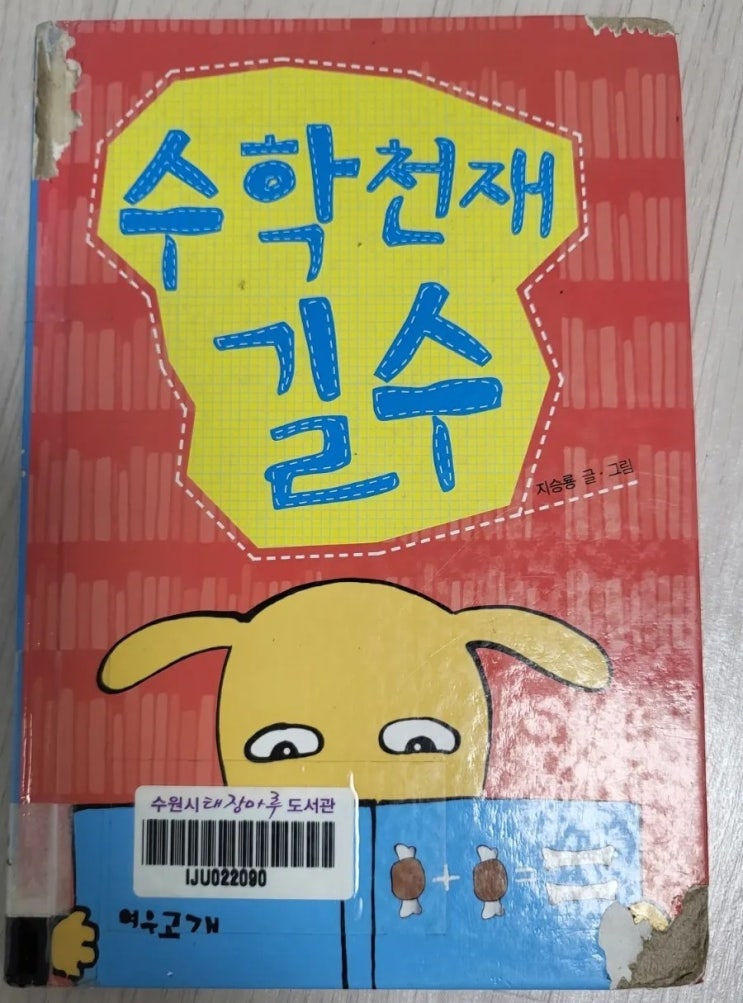 수학천재
길수
지승룡 글·그림
수원시태장마루 도서관
IJU022090
여우고개
+ =